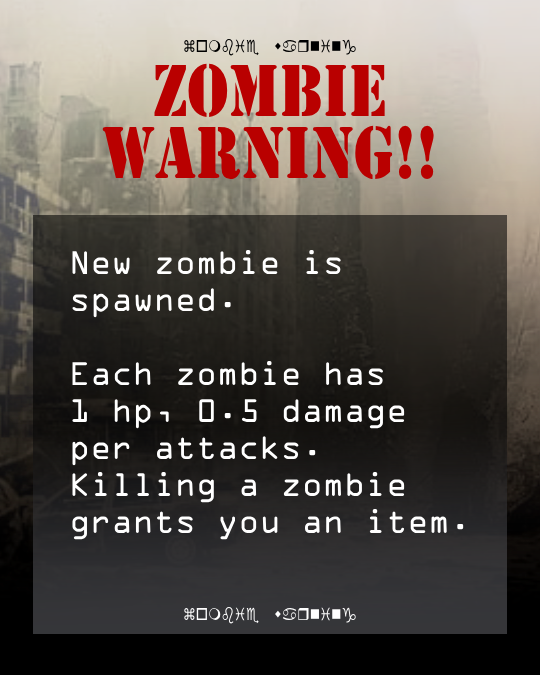 ⌘□❍♌♓♏ ⬥♋❒■♓■♑
ZOMBIE
WARNING!!
New zombie is
spawned.
Each zombie has
1 hp, 0.5 damage
per attacks.
Killing a zombie
grants you an item.
⌘□❍♌♓♏ ⬥♋❒■♓■♑